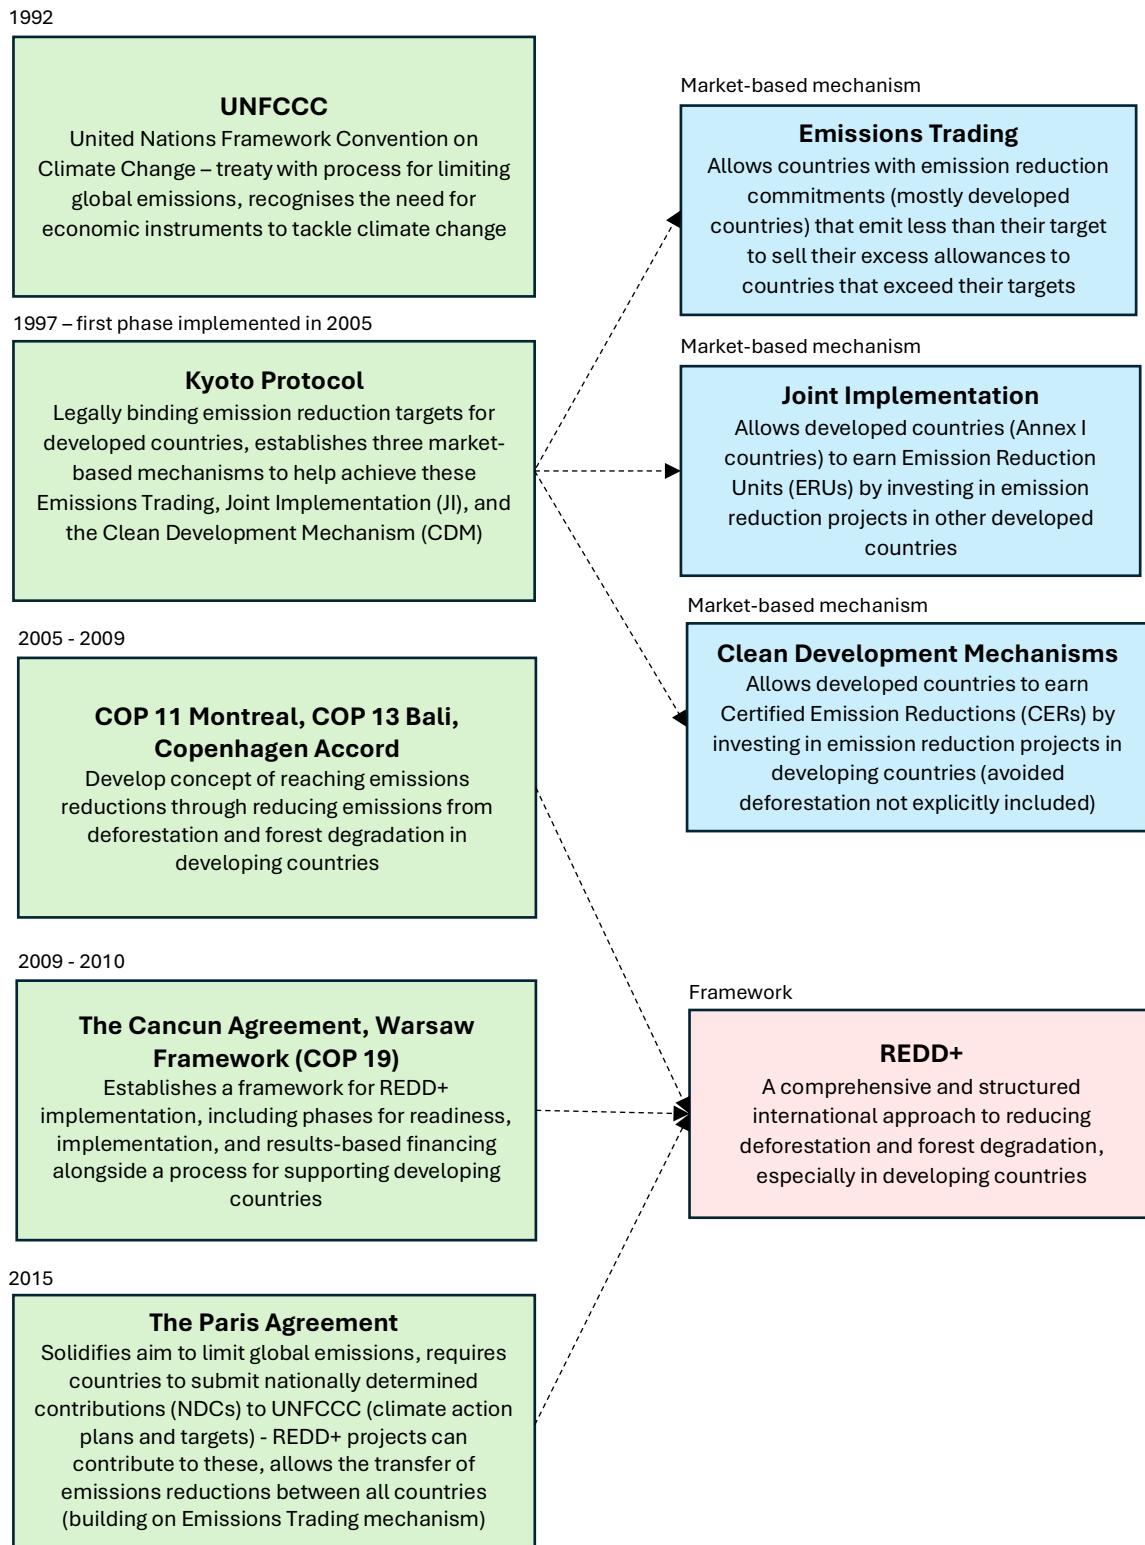 1992
UNFCCC
United Nations Framework Convention on
Climate Change – treaty with process for limiting
global emissions, recognises the need for
economic instruments to tackle climate change
1997 – first phase implemented in 2005
Kyoto Protocol
Legally binding emission reduction targets for
developed countries, establishes three market-
based mechanisms to help achieve these
Emissions Trading, Joint Implementation (JI), and
the Clean Development Mechanism (CDM)
Market-based mechanism
Emissions Trading
Allows countries with emission reduction
commitments (mostly developed
countries) that emit less than their target
to sell their excess allowances to
countries that exceed their targets
Market-based mechanism
Joint Implementation
Allows developed countries (Annex I
countries) to earn Emission Reduction
Units (ERUs) by investing in emission
reduction projects in other developed
countries
Market-based mechanism
Clean Development Mechanisms
Allows developed countries to earn
Certified Emission Reductions (CERs) by
investing in emission reduction projects in
developing countries (avoided
deforestation not explicitly included)
2005 - 2009
COP 11 Montreal, COP 13 Bali,
Copenhagen Accord
Develop concept of reaching emissions
reductions through reducing emissions from
deforestation and forest degradation in
developing countries
2009 - 2010
The Cancun Agreement, Warsaw
Framework (COP 19)
Establishes a framework for REDD+
implementation, including phases for readiness,
implementation, and results-based financing
alongside a process for supporting developing
countries
Framework
REDD+
A comprehensive and structured
international approach to reducing
deforestation and forest degradation,
especially in developing countries
2015
The Paris Agreement
Solidifies aim to limit global emissions, requires
countries to submit nationally determined
contributions (NDCs) to UNFCCC (climate action
plans and targets) - REDD+ projects can
contribute to these, allows the transfer of
emissions reductions between all countries
(building on Emissions Trading mechanism)